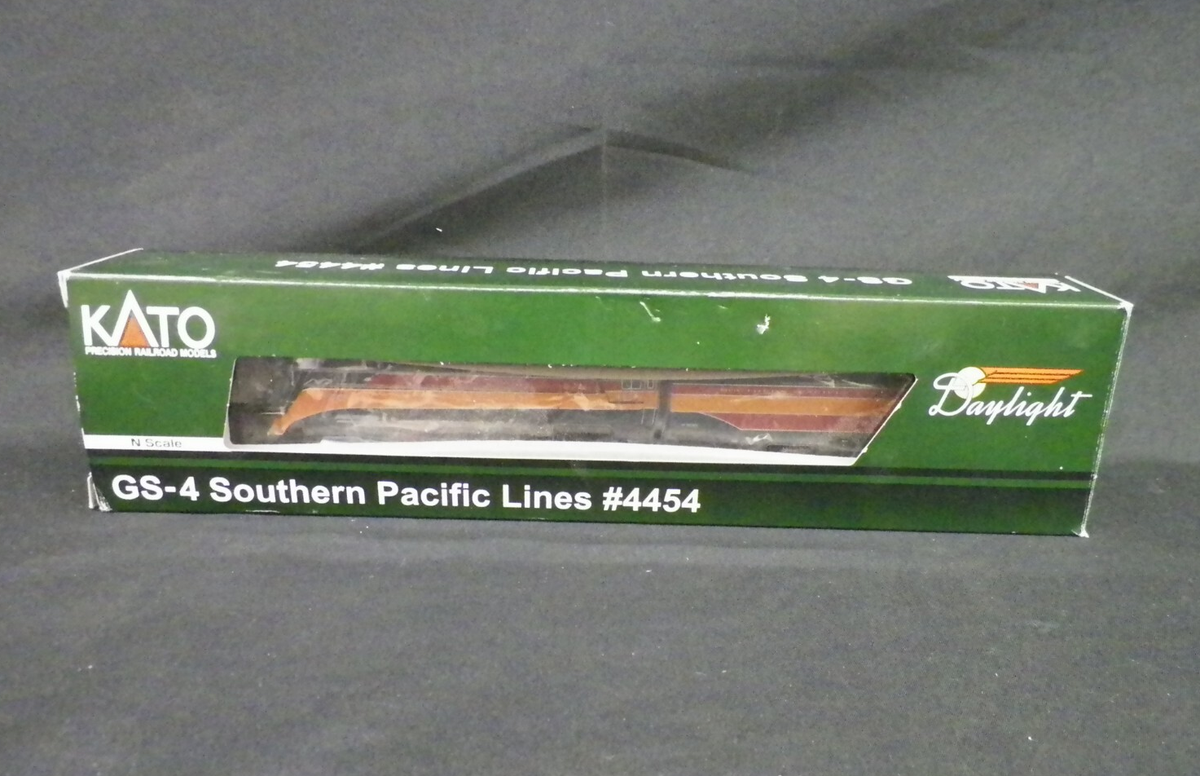 GS-4 Southern Pacific Lines #4454
KATO
KATO
PRECISION RAILROAD MODELS
Daylight
N Scale
GS-4 Southern Pacific Lines #4454